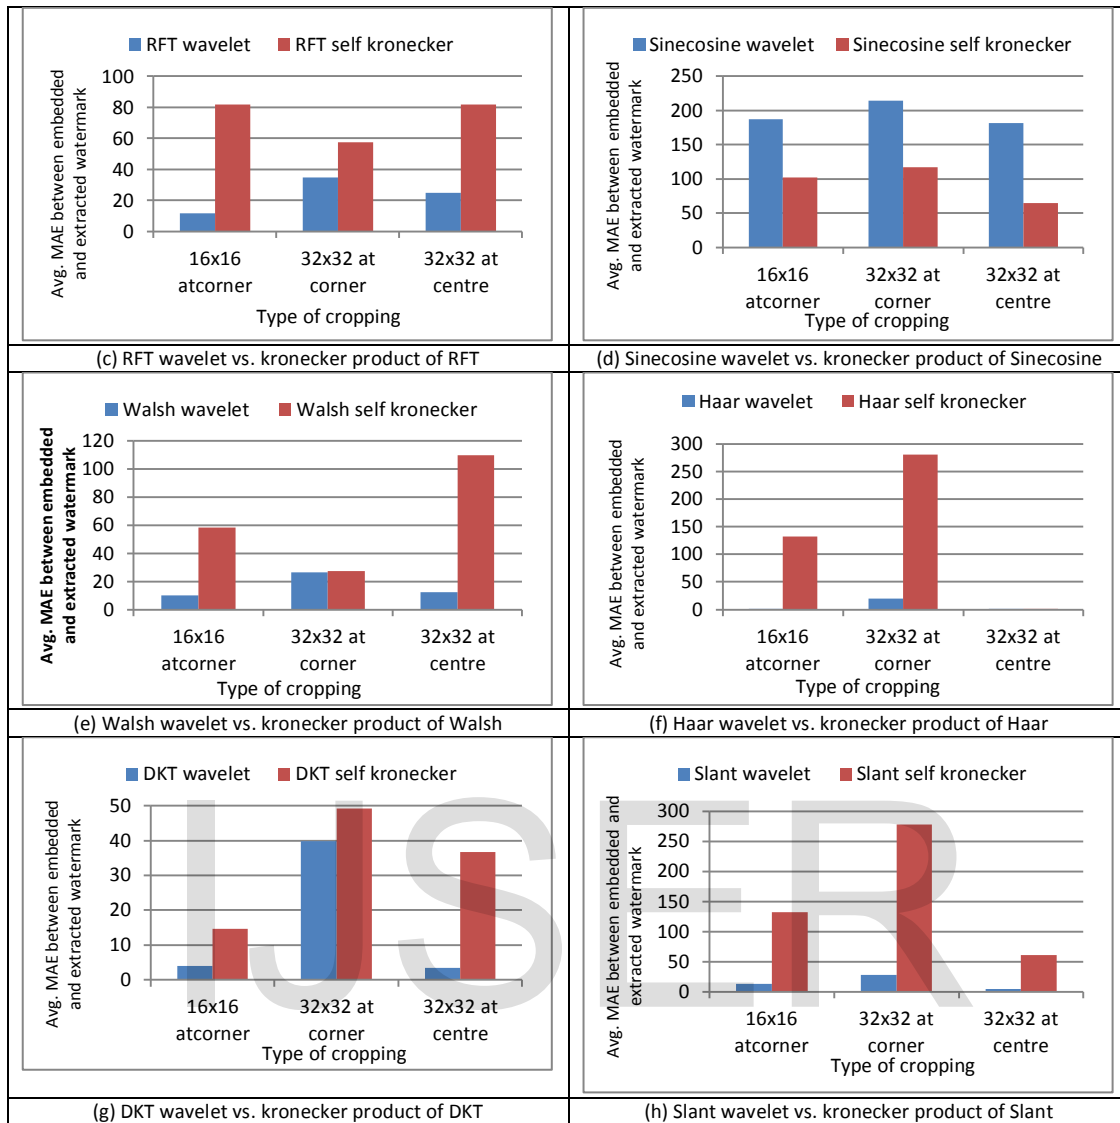 RFT wavelet RFT self kronecker
Avg. MAE between embedded
and extracted watermark
100
80
60
40
20
0
16x16
atcorner
32x32 at
corner
32x32 at
centre
Type of cropping
(c) RFT wavelet vs. kronecker product of RFT
Sinecosine wavelet Sinecosine self kronecker
Avg. MAE between embedded
and extracted watermark
250
200
150
100
50
0
16x16
atcorner
32x32 at
corner
32x32 at
centre
Type of cropping
(d) Sinecosine wavelet vs. kronecker product of Sinecosine
Walsh wavelet Walsh self kronecker
Avg. MAE between embedded
and extracted watermark
120
100
80
60
40
20
0
16x16
atcorner
32x32 at
corner
32x32 at
centre
Type of cropping
(e) Walsh wavelet vs. kronecker product of Walsh
Haar wavelet Haar self kronecker
Avg. MAE between embedded
and extracted watermark
300
250
200
150
100
50
0
16x16
atcorner
32x32 at
corner
32x32 at
centre
Type of cropping
(f) Haar wavelet vs. kronecker product of Haar
DKT wavelet DKT self kronecker
Avg. MAE between embedded
and extracted watermark
50
40
30
20
10
0
16x16
atcorner
32x32 at
corner
32x32 at
centre
Type of cropping
(g) DKT wavelet vs. kronecker product of DKT
Slant wavelet Slant self kronecker
Avg. MAE between embedded and
extracted watermark
300
250
200
150
100
50
0
16x16
atcorner
32x32 at
corner
32x32 at
centre
Type of cropping
(h) Slant wavelet vs. kronecker product of Slant
IJSER